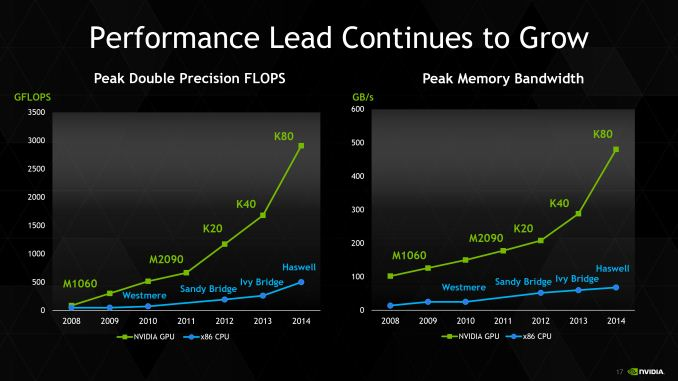 Performance Lead Continues to Grow
Peak Double Precision FLOPS
GFLOPS
3500
3000
2500
2000
1500
1000
500
0
K80
K40
K20
M2090
M1060
Haswell
Ivy Bridge
Sandy Bridge
Westmere
2008 2009 2010 2011 2012 2013 2014
NVIDIA GPU x86 CPU
Peak Memory Bandwidth
GB/s
600
500
400
300
200
100
0
K80
K40
K20
M2090
M1060
Haswell
Ivy Bridge
Sandy Bridge
Westmere
2008 2009 2010 2011 2012 2013 2014
NVIDIA GPU x86 CPU
17 NVIDIA.